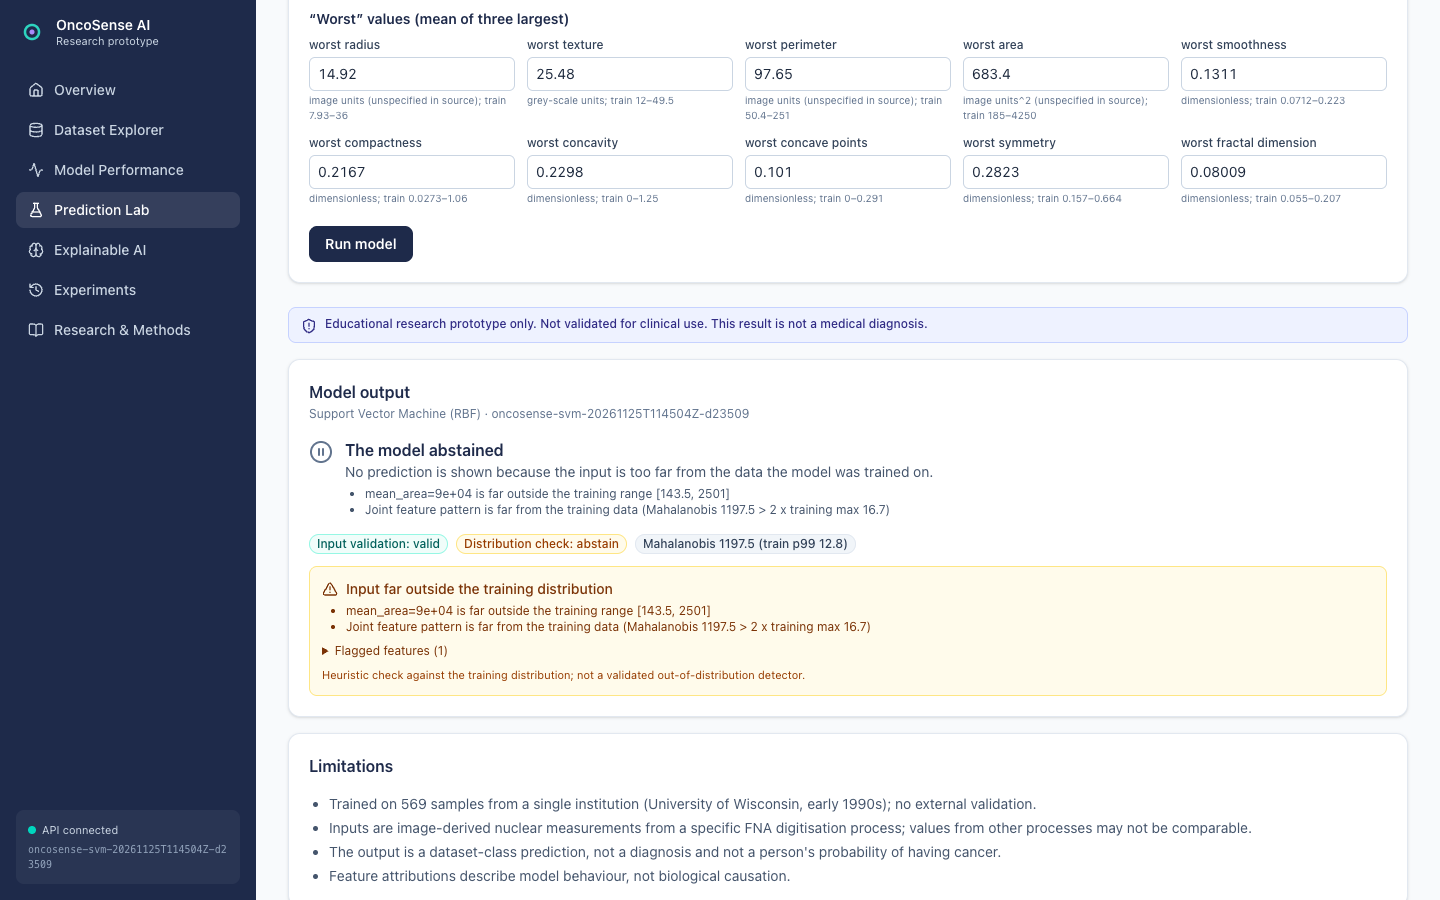 OncoSense AI
Research prototype
Overview
Dataset Explorer
Model Performance
Prediction Lab
Explainable AI
Experiments
Research & Methods
API connected
oncosense-svm-20261125T114504Z-d2
3509
“Worst” values (mean of three largest)
worst radius
14.92
image units (unspecified in source); train
7.93–36
worst texture
25.48
grey-scale units; train 12–49.5
worst perimeter
97.65
image units (unspecified in source); train
50.4–251
worst area
683.4
image units^2 (unspecified in source);
train 185–4250
worst smoothness
0.1311
dimensionless; train 0.0712–0.223
worst compactness
0.2167
dimensionless; train 0.0273–1.06
worst concavity
0.2298
dimensionless; train 0–1.25
worst concave points
0.101
dimensionless; train 0–0.291
worst symmetry
0.2823
dimensionless; train 0.157–0.664
worst fractal dimension
0.08009
dimensionless; train 0.055–0.207
Run model
Educational research prototype only. Not validated for clinical use. This result is not a medical diagnosis.
Model output
Support Vector Machine (RBF) · oncosense-svm-20261125T114504Z-d23509
The model abstained
No prediction is shown because the input is too far from the data the model was trained on.
• mean_area=9e+04 is far outside the training range [143.5, 2501]
• Joint feature pattern is far from the training data (Mahalanobis 1197.5 > 2 x training max 16.7)
Input validation: valid
Distribution check: abstain
Mahalanobis 1197.5 (train p99 12.8)
Input far outside the training distribution
• mean_area=9e+04 is far outside the training range [143.5, 2501]
• Joint feature pattern is far from the training data (Mahalanobis 1197.5 > 2 x training max 16.7)
Flagged features (1)
Heuristic check against the training distribution; not a validated out-of-distribution detector.
Limitations
• Trained on 569 samples from a single institution (University of Wisconsin, early 1990s); no external validation.
• Inputs are image-derived nuclear measurements from a specific FNA digitisation process; values from other processes may not be comparable.
• The output is a dataset-class prediction, not a diagnosis and not a person's probability of having cancer.
• Feature attributions describe model behaviour, not biological causation.